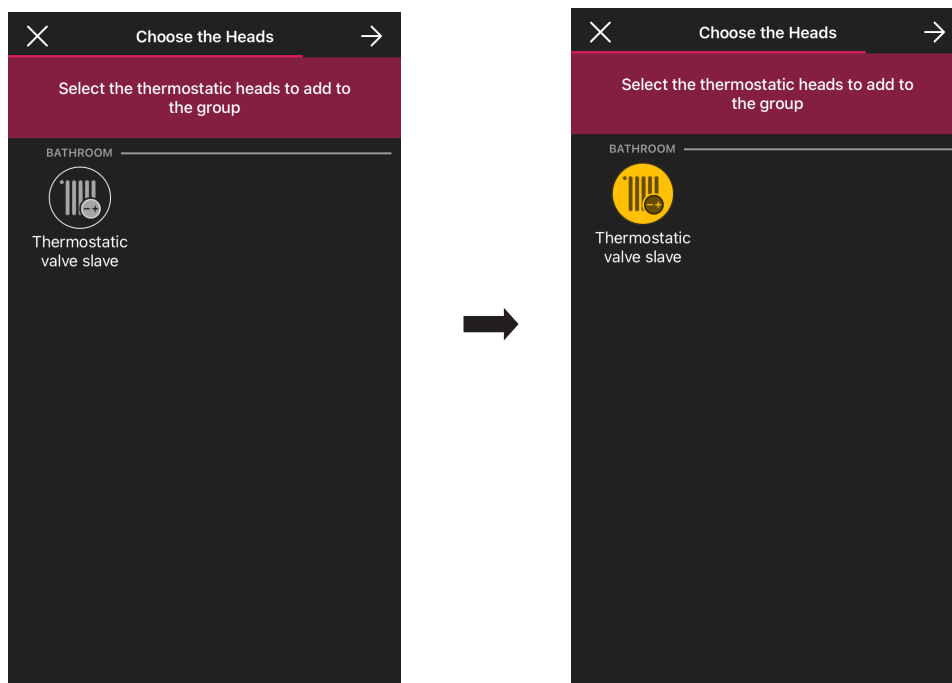 Choose the Heads
Select the thermostatic heads to add to
the group
BATHROOM
Thermostatic
valve slave
Choose the Heads
Select the thermostatic heads to add to
the group
BATHROOM
Thermostatic
valve slave